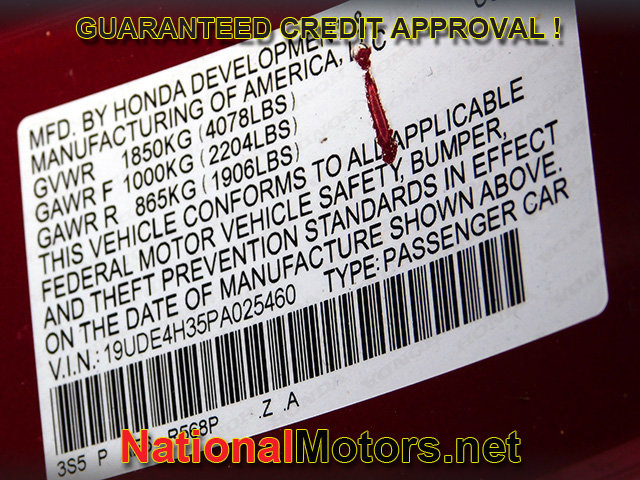 GUARANTEED CREDIT APPROVAL !
MFD. BY HONDA DEVELOPMENT &
MANUFACTURING OF AMERICA, LLC
GVWR 1850KG (4078LBS)
GAWR F 1000KG (2204LBS)
GAWR R 865KG (1906LBS)
THIS VEHICLE CONFORMS TO ALL APPLICABLE
FEDERAL MOTOR VEHICLE SAFETY, BUMPER,
AND THEFT PREVENTION STANDARDS IN EFFECT
ON THE DATE OF MANUFACTURE SHOWN ABOVE.
V.I.N.: 19UDE4H35PA025460 TYPE: PASSENGER CAR
3S5 P R568P .Z .A
NationalMotors.net